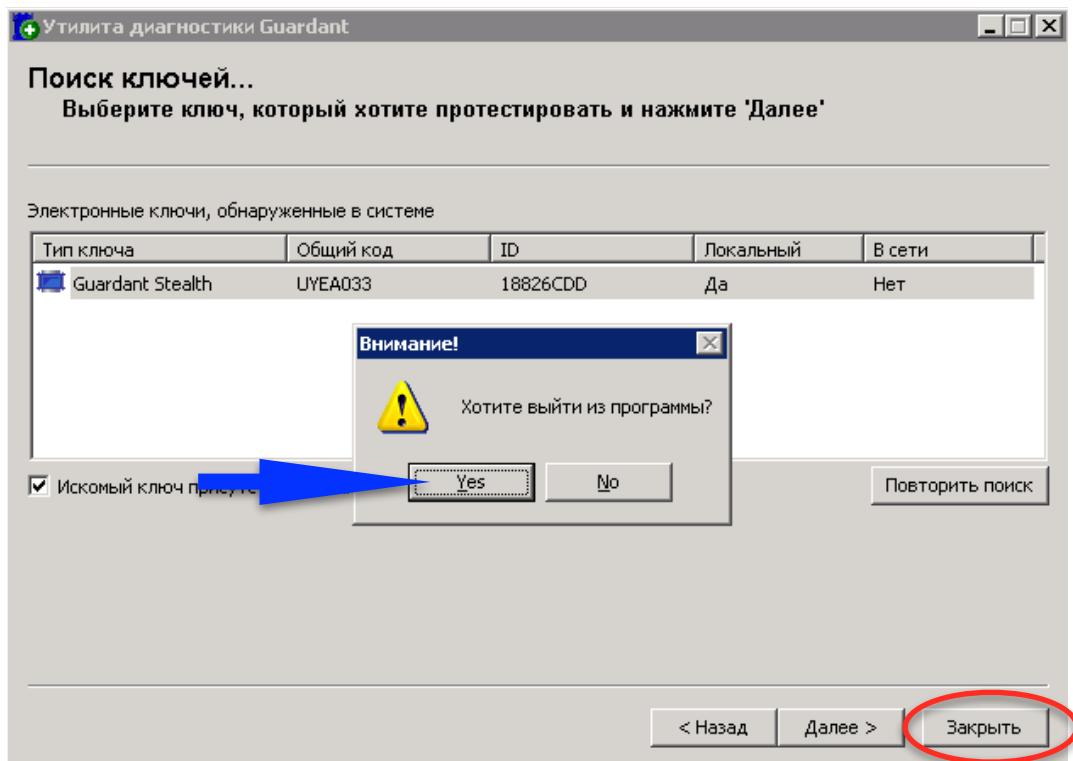 Утилита диагностики Guardant
Поиск ключей...
Выберите ключ, который хотите протестировать и нажмите 'Далее'
Электронные ключи, обнаруженные в системе
Тип ключа Общий код ID Локальный В сети
Guardant Stealth UYEA033 18826CDD Да Нет
Внимание!
Хотите выйти из программы?
Yes No
Искомый ключ
Повторить поиск
< Назад Далее > Закрыть